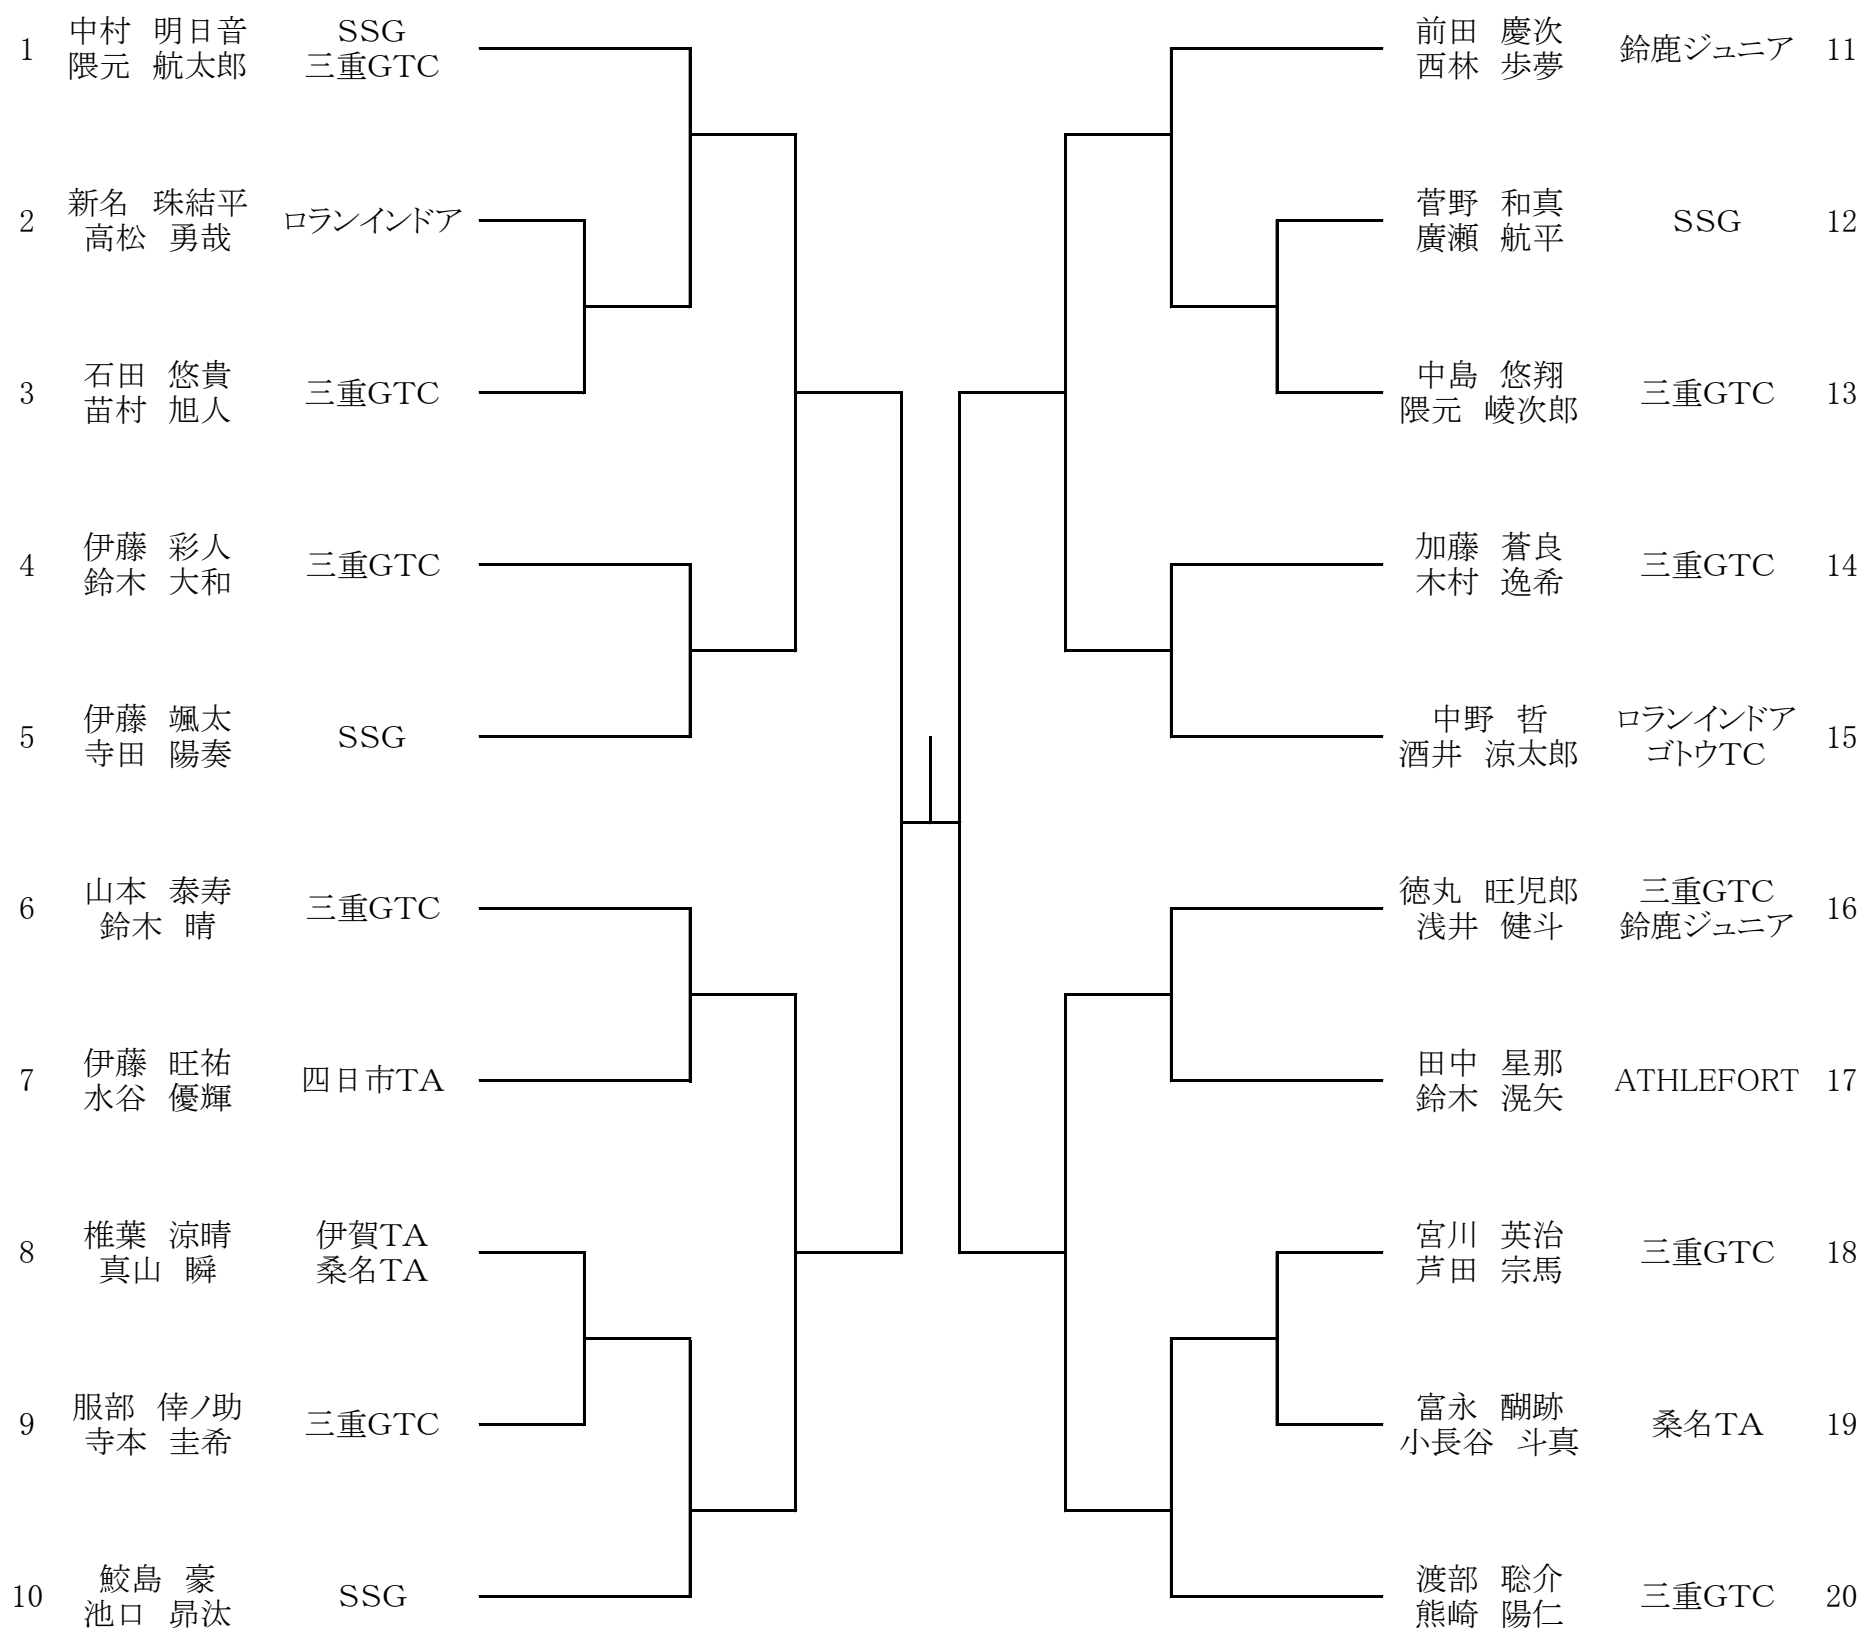 1 中村 明日音 SSG
隈元 航太郎 三重GTC
2 新名 珠結平 ロランインドア
高松 勇哉
3 石田 悠貴 三重GTC
苗村 旭人
4 伊藤 彩人 三重GTC
鈴木 大和
5 伊藤 颯太 SSG
寺田 陽奏
6 山本 泰寿 三重GTC
鈴木 晴
7 伊藤 旺祐 四日市TA
水谷 優輝
8 椎葉 涼晴 伊賀TA
真山 瞬 桑名TA
9 服部 倖ノ助 三重GTC
寺本 圭希
10 鮫島 豪 SSG
池口 昴汰
前田 慶次 鈴鹿ジュニア 11
西林 歩夢
菅野 和真 SSG 12
廣瀬 航平
中島 悠翔 三重GTC 13
隈元 崚次郎
加藤 蒼良 三重GTC 14
木村 逸希
中野 哲 ロランインドア 15
酒井 涼太郎 ゴトウTC
徳丸 旺児郎 三重GTC 16
浅井 健斗 鈴鹿ジュニア
田中 星那 ATHLEFORT 17
鈴木 滉矢
宮川 英治 三重GTC 18
芦田 宗馬
富永 醐跡 桑名TA 19
小長谷 斗真
渡部 聡介 三重GTC 20
熊崎 陽仁